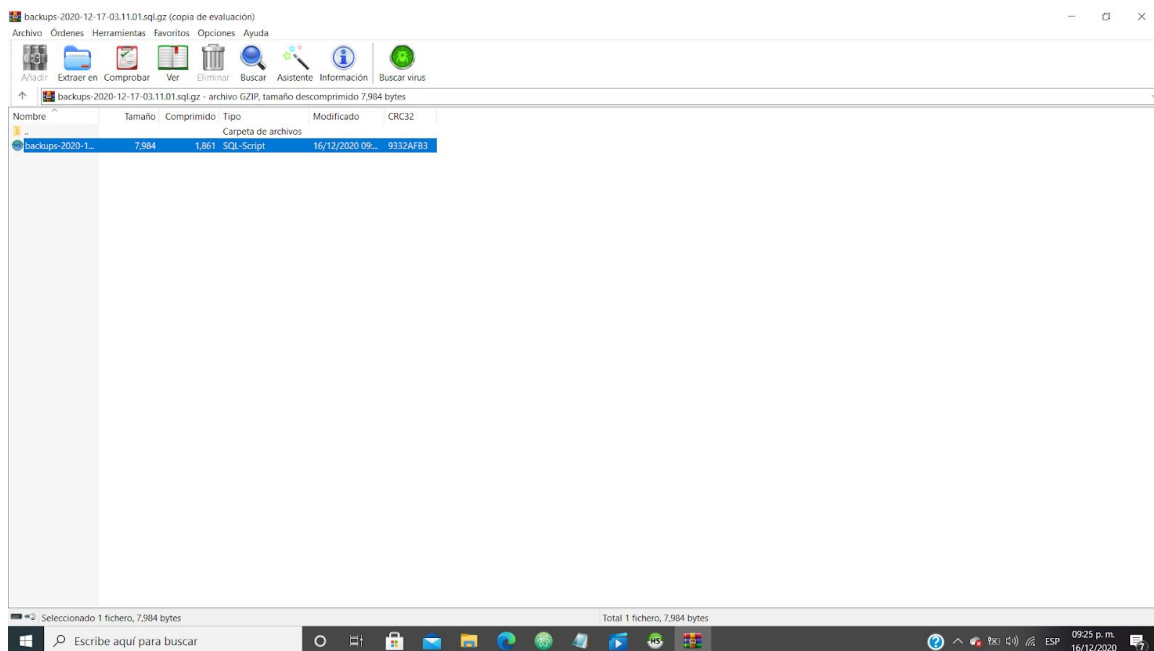 backups-2020-12-17-03.11.01.sql.gz (copia de evaluación)
Archivo Órdenes Herramientas Favoritos Opciones Ayuda
Añadir Extraer en Comprobar Ver Eliminar Buscar Asistente Información Buscar virus
backups-2020-12-17-03.11.01.sql.gz - archivo GZIP, tamaño descomprimido 7,984 bytes
Nombre Tamaño Comprimido Tipo Modificado CRC32
.. Carpeta de archivos
backups-2020-1... 7,984 1,861 SQL-Script 16/12/2020 09:... 9332AFB3
Seleccionado 1 fichero, 7,984 bytes Total 1 fichero, 7,984 bytes
Escribe aquí para buscar HS ESP 09:25 p. m.
16/12/2020 7